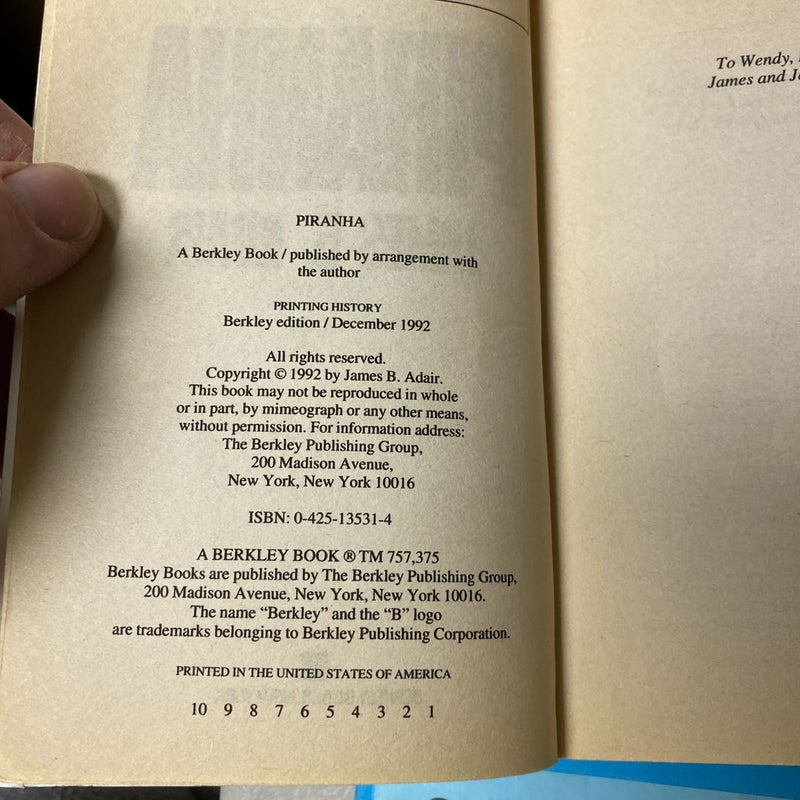 PIRANHA
A Berkley Book / published by arrangement with
the author
PRINTING HISTORY
Berkley edition / December 1992
All rights reserved.
Copyright © 1992 by James B. Adair.
This book may not be reproduced in whole
or in part, by mimeograph or any other means,
without permission. For information address:
The Berkley Publishing Group,
200 Madison Avenue,
New York, New York 10016
ISBN: 0-425-13531-4
A BERKLEY BOOK ® TM 757,375
Berkley Books are published by The Berkley Publishing Group,
200 Madison Avenue, New York, New York 10016.
The name “Berkley” and the “B” logo
are trademarks belonging to Berkley Publishing Corporation.
PRINTED IN THE UNITED STATES OF AMERICA
10 9 8 7 6 5 4 3 2 1
To Wendy,
James and